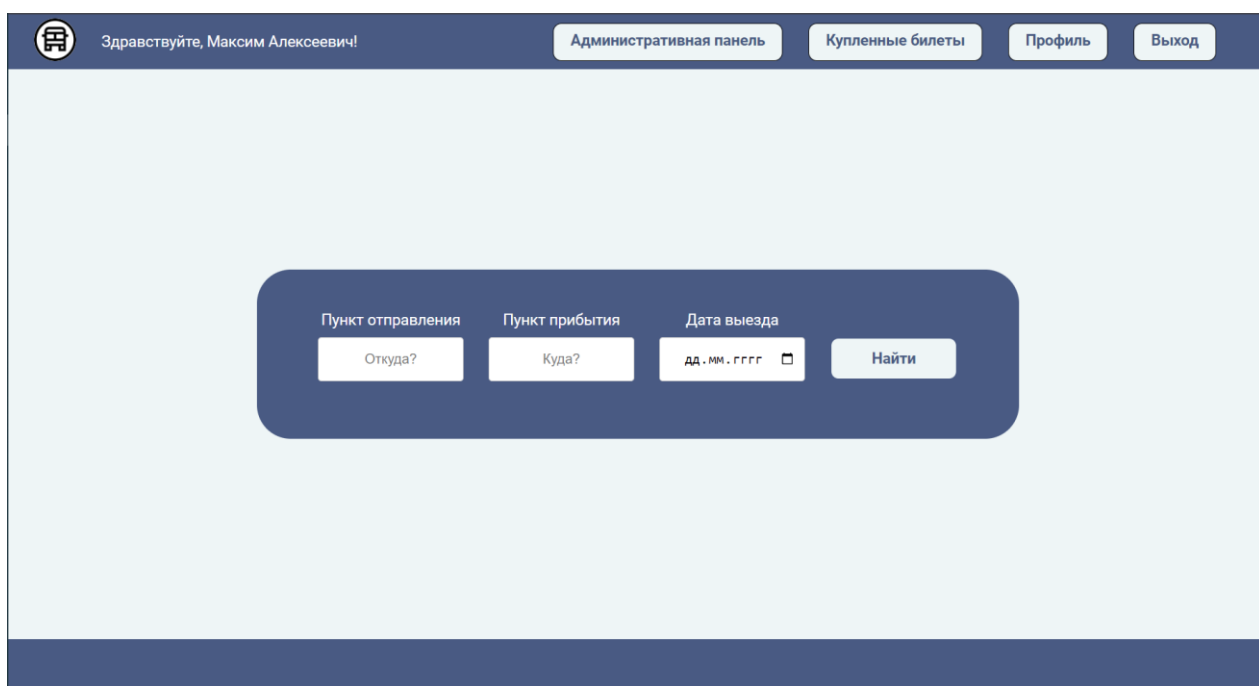 Здравствуйте, Максим Алексеевич!
Административная панель
Купленные билеты
Профиль
Выход
Пункт отправления
Пункт прибытия
Дата выезда
Откуда?
Куда?
дд.мм.гггг
Найти